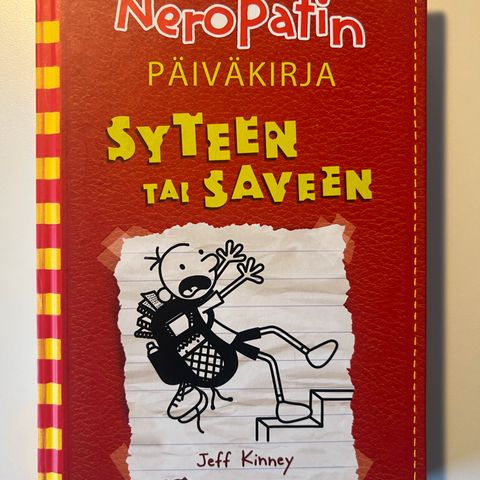 NeroPatin
PÄIVÄKIRJA
SYTEEN
TAI SAVEEN
Jeff Kinney